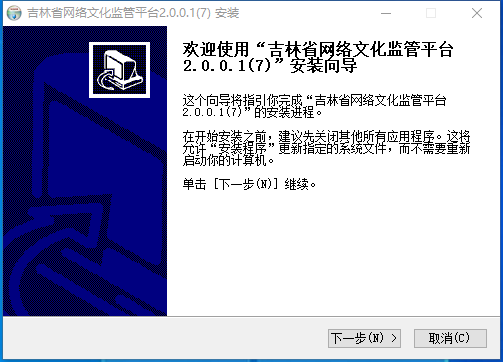 吉林省网络文化监管平台2.0.0.1(7) 安装
欢迎使用“吉林省网络文化监管平台
2.0.0.1(7)”安装向导
这个向导将指引你完成“吉林省网络文化监管平台
2.0.0.1(7)”的安装进程。
在开始安装之前，建议先关闭其他所有应用程序。这将
允许“安装程序”更新指定的系统文件，而不需要重新
启动你的计算机。
单击 [下一步(N)] 继续。
下一步(N) >
取消(C)